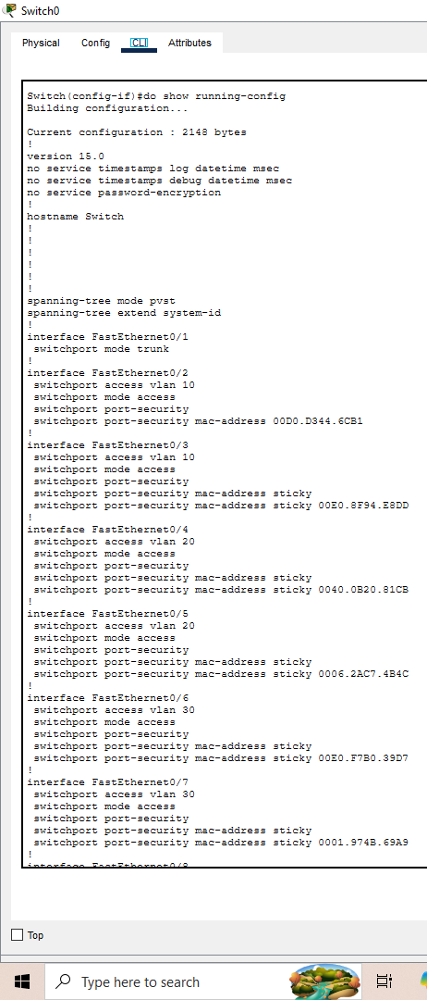 Switch0
Physical Config CLI Attributes
Switch(config-if)#do show running-config
Building configuration...
Current configuration : 2148 bytes
!
version 15.0
no service timestamps log datetime msec
no service timestamps debug datetime msec
no service password-encryption
!
hostname Switch
!
!
!
!
!
!
spanning-tree mode pvst
spanning-tree extend system-id
!
interface FastEthernet0/1
switchport mode trunk
!
interface FastEthernet0/2
switchport access vlan 10
switchport mode access
switchport port-security
switchport port-security mac-address 00D0.D344.6CB1
!
interface FastEthernet0/3
switchport access vlan 10
switchport mode access
switchport port-security
switchport port-security mac-address sticky
switchport port-security mac-address sticky 00E0.8F94.E8DD
!
interface FastEthernet0/4
switchport access vlan 20
switchport mode access
switchport port-security
switchport port-security mac-address sticky
switchport port-security mac-address sticky 0040.0B20.81CB
!
interface FastEthernet0/5
switchport access vlan 20
switchport mode access
switchport port-security
switchport port-security mac-address sticky
switchport port-security mac-address sticky 0006.2AC7.4B4C
!
interface FastEthernet0/6
switchport access vlan 30
switchport mode access
switchport port-security
switchport port-security mac-address sticky
switchport port-security mac-address sticky 00E0.F7B0.39D7
!
interface FastEthernet0/7
switchport access vlan 30
switchport mode access
switchport port-security
switchport port-security mac-address sticky
switchport port-security mac-address sticky 0001.974B.69A9
!
interface FastEthernet0/8
Top
Type here to search